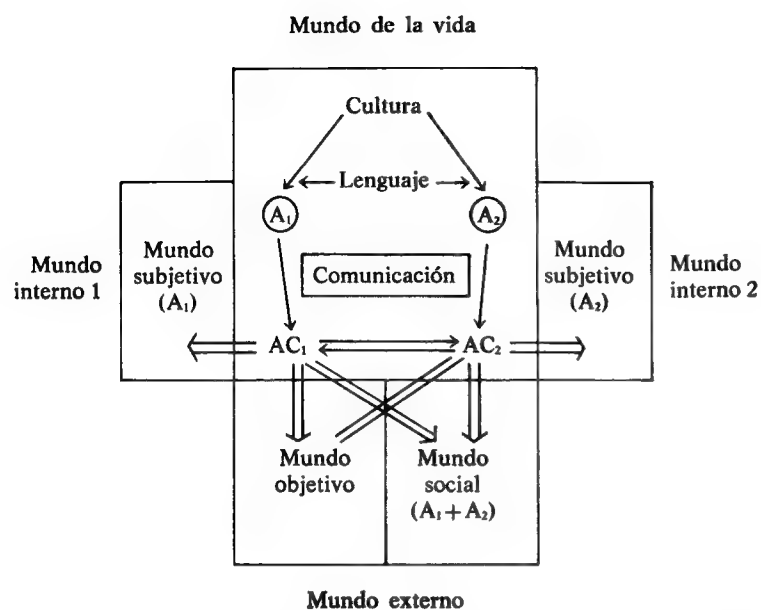 Mundo de la vida
Cultura
Lenguaje
A₁
A₂
Mundo interno 1
Mundo subjetivo (A₁)
Comunicación
Mundo subjetivo (A₂)
Mundo interno 2
AC₁
AC₂
Mundo objetivo
Mundo social (A₁+A₂)
Mundo externo